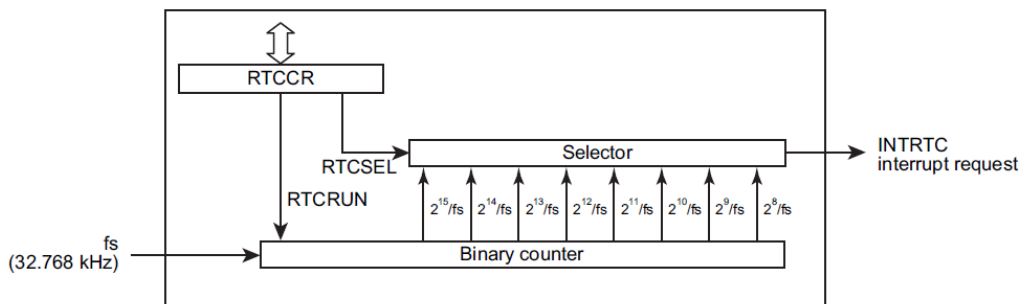 RTCCR
RTCSEL
Selector
INTRTC
interrupt request
RTCRUN
2^15/fs 2^14/fs 2^13/fs 2^12/fs 2^11/fs 2^10/fs 2^9/fs 2^8/fs
fs
(32.768 kHz)
Binary counter